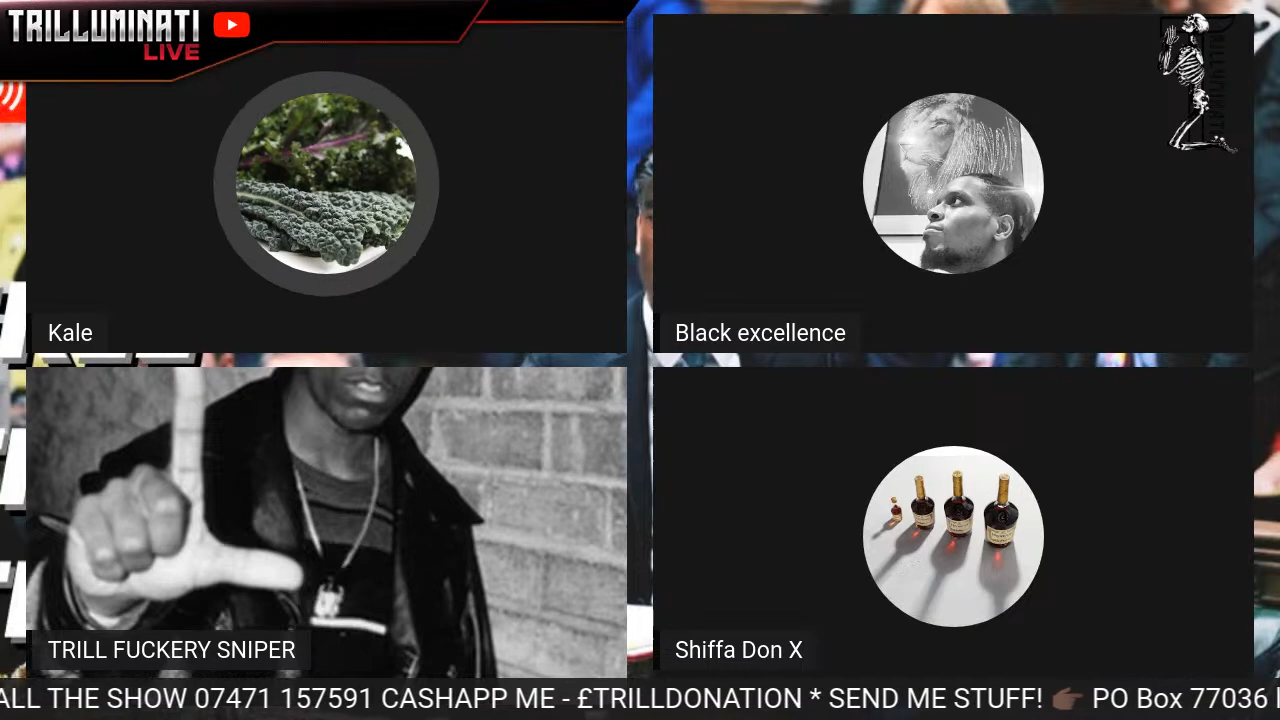 TRILLUMINATI
LIVE
TRILLUMINATI
Kale
Black excellence
TRILL FUCKERY SNIPER
Shiffa Don X
ALL THE SHOW 07471 157591 CASHAPP ME - £TRILLDONATION * SEND ME STUFF! 👉🏿 PO Box 77036